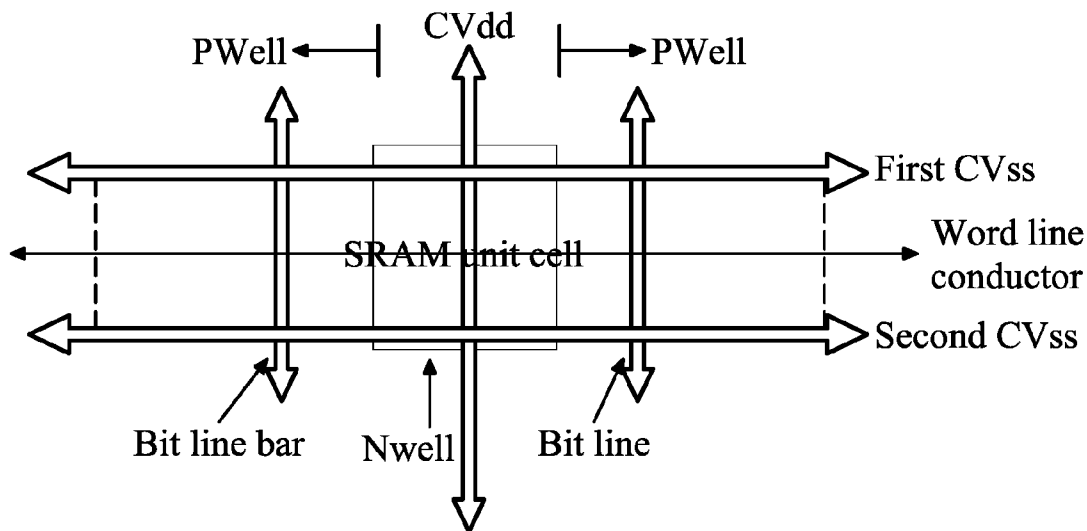 CVdd
PWell
PWell
First CVss
SRAM unit cell
Word line
conductor
Second CVss
Bit line bar
Nwell
Bit line